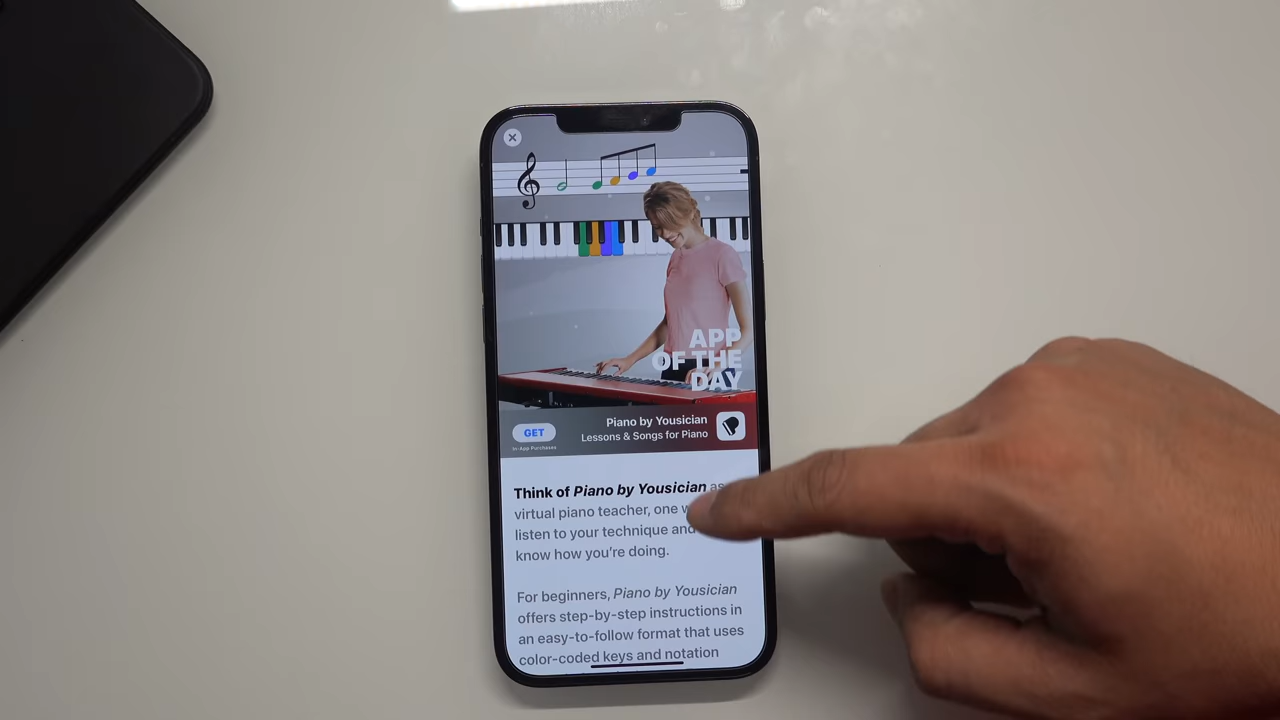 APP
OF THE
DAY
GET
In-App Purchases
Piano by Yousician
Lessons & Songs for Piano
Think of Piano by Yousician as
virtual piano teacher, one
listen to your technique and
know how you're doing.
For beginners, Piano by Yousician
offers step-by-step instructions in
an easy-to-follow format that uses
color-coded keys and notation